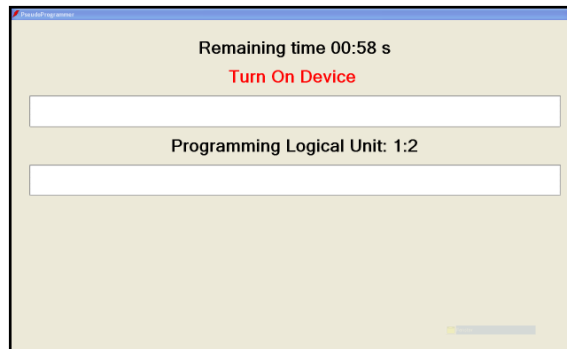 PseudoProgrammer
Remaining time 00:58 s
Turn On Device
Programming Logical Unit: 1:2